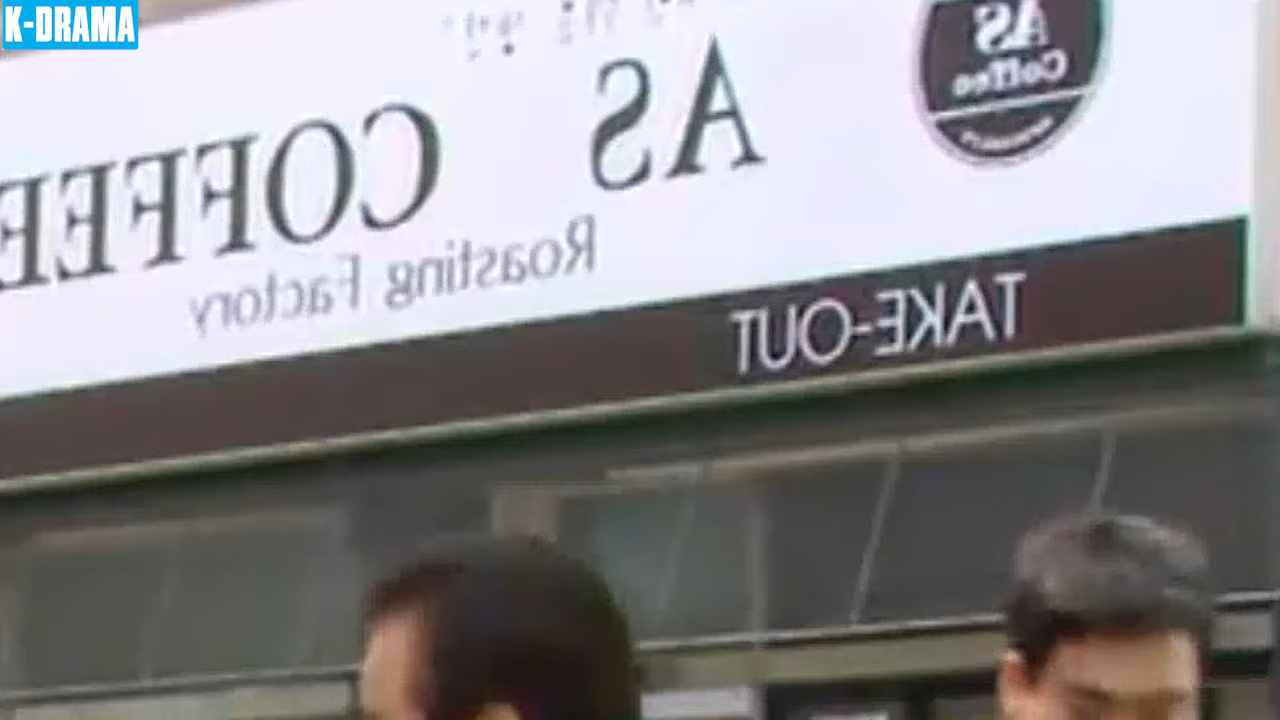 K-DRAMA
AS
Coffee
AS COFFEE
Roasting Factory
TAKE-OUT